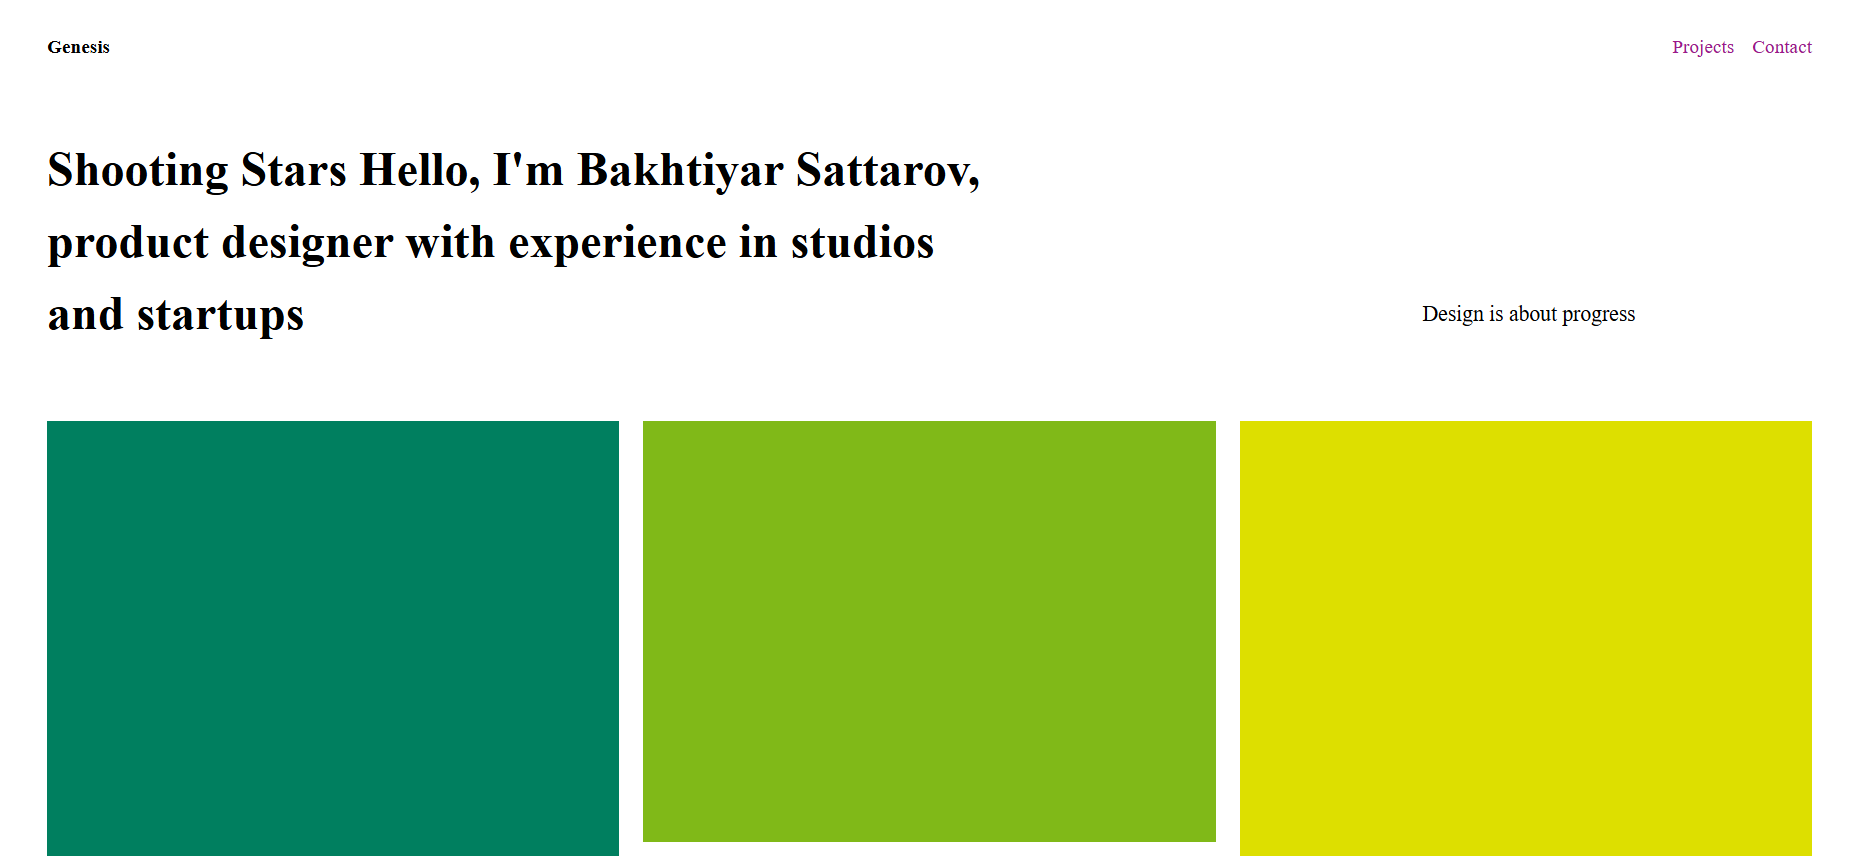 Genesis
Projects Contact
Shooting Stars Hello, I'm Bakhtiyar Sattarov,
product designer with experience in studios
and startups
Design is about progress